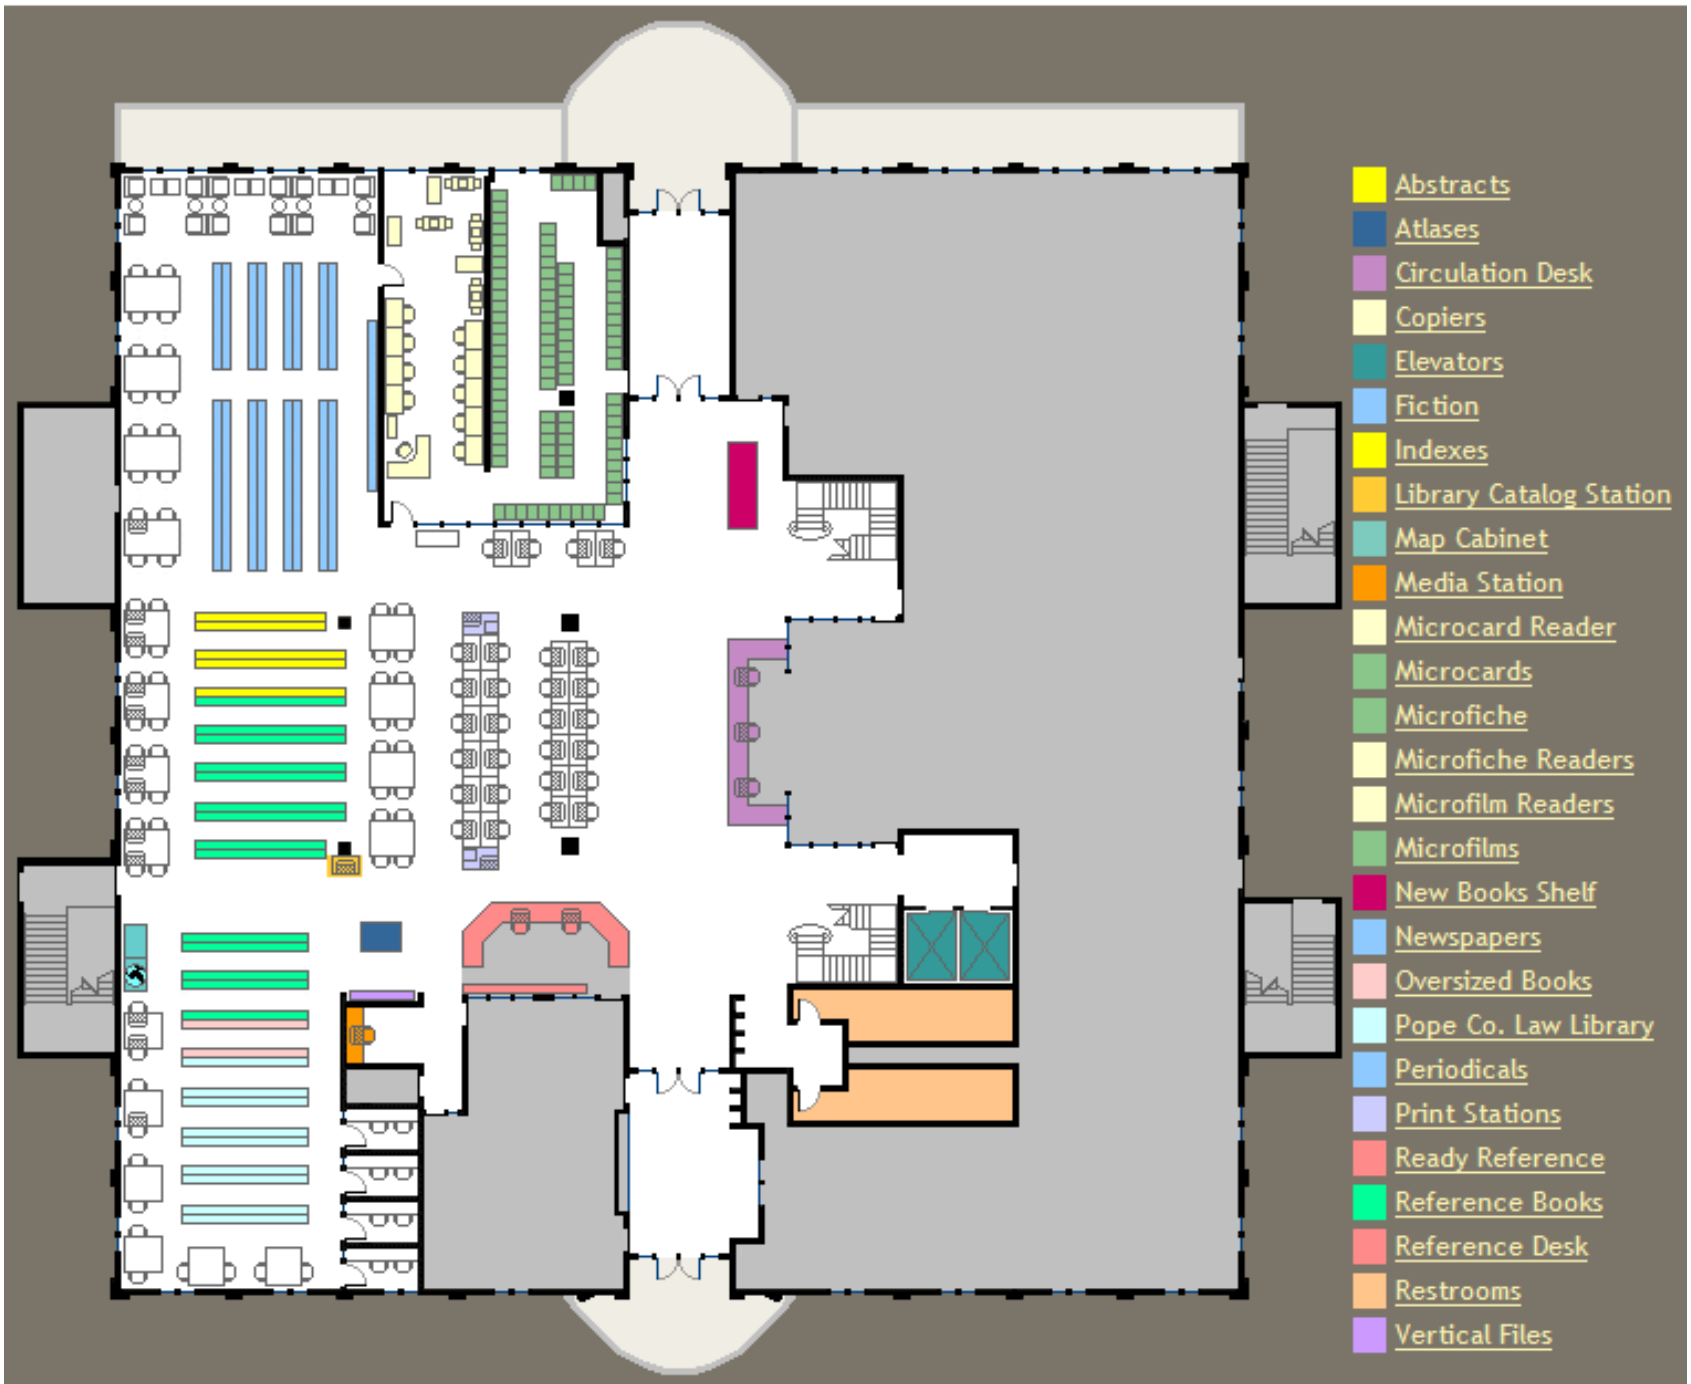 Abstracts
Atlases
Circulation Desk
Copiers
Elevators
Fiction
Indexes
Library Catalog Station
Map Cabinet
Media Station
Microcard Reader
Microcards
Microfiche
Microfiche Readers
Microfilm Readers
Microfilms
New Books Shelf
Newspapers
Oversized Books
Pope Co. Law Library
Periodicals
Print Stations
Ready Reference
Reference Books
Reference Desk
Restrooms
Vertical Files